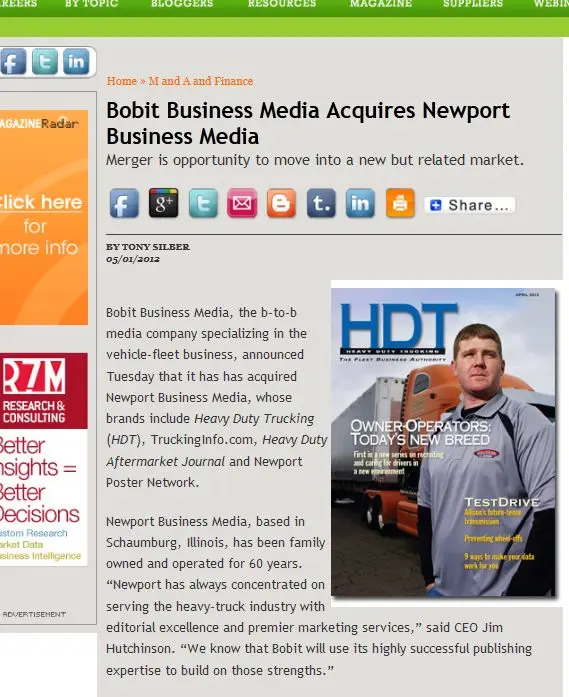 CAREERS BY TOPIC BLOGGERS RESOURCES MAGAZINE SUPPLIERS WEBIN
Home » M and A and Finance
Bobit Business Media Acquires Newport
Business Media
Merger is opportunity to move into a new but related market.
Share...
BY TONY SILBER
05/01/2012
AGAZINERadar
Click here
for
more info
R7M
RESEARCH &
CONSULTING
Better
nsights =
Better
Decisions
ustom Research
arket Data
usiness Intelligence
ADVERTISEMENT
Bobit Business Media, the b-to-b
media company specializing in the
vehicle-fleet business, announced
Tuesday that it has has acquired
Newport Business Media, whose
brands include Heavy Duty Trucking
(HDT), TruckingInfo.com, Heavy Duty
Aftermarket Journal and Newport
Poster Network.
APRIL 2012
HDT
HEAVY DUTY TRUCKING
THE FLEET BUSINESS AUTHORITY
OWNER-OPERATORS:
TODAY'S NEW BREED
First in a new series on recruiting
and caring for drivers in
a new environment
TESTDRIVE
Allison's future-tense
transmission
Preventing wheel-offs
9 ways to make your data
work for you
Newport Business Media, based in
Schaumburg, Illinois, has been family
owned and operated for 60 years.
“Newport has always concentrated on
serving the heavy-truck industry with
editorial excellence and premier marketing services,” said CEO Jim
Hutchinson. “We know that Bobit will use its highly successful publishing
expertise to build on those strengths.”